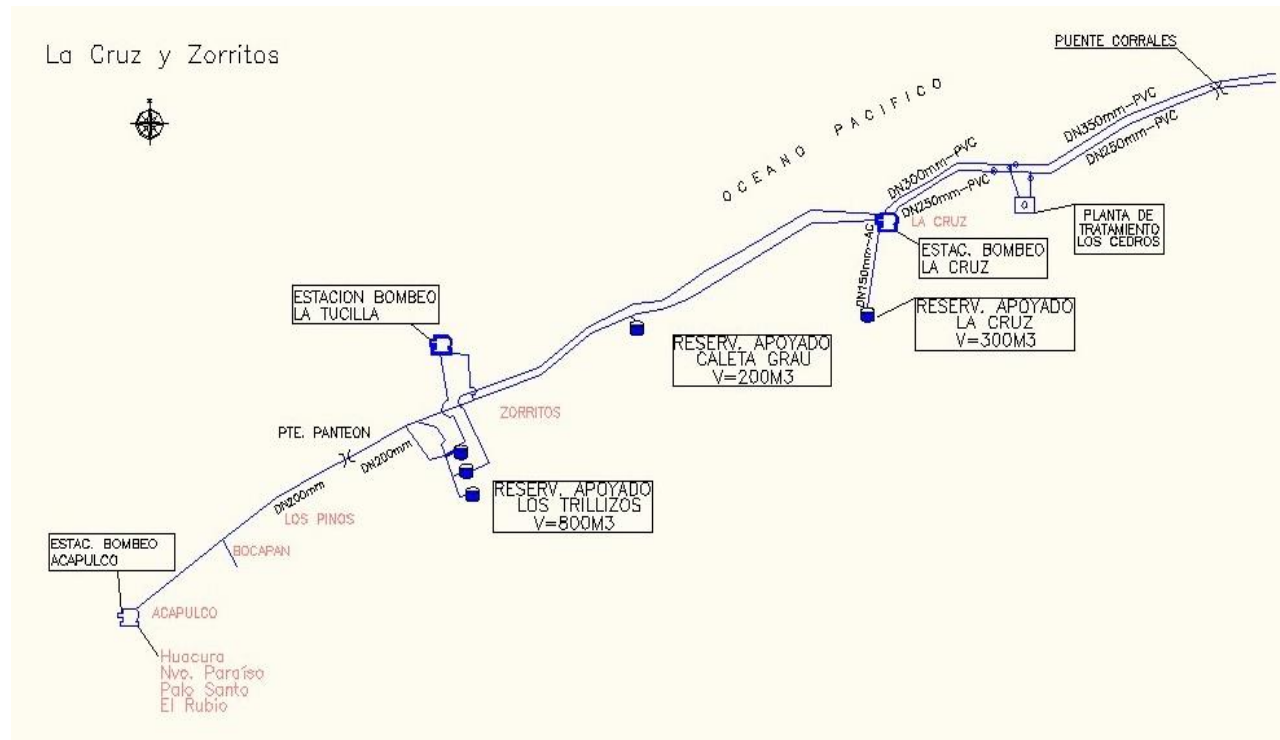 La Cruz y Zorritos
PUENTE CORRALES
OCEANO PACIFICO
DN350mm-PVC
DN250mm-PVC
DN300mm-PVC
DN250mm-PVC
LA CRUZ
PLANTA DE
TRATAMIENTO
LOS CEDROS
ESTAC. BOMBEO
LA CRUZ
DN150mm-AC
ESTACION BOMBEO
LA TUCILLA
RESERV. APOYADO
LA CRUZ
V=300M3
RESERV. APOYADO
CALETA GRAU
V=200M3
ZORRITOS
PTE. PANTEON
DN200mm
DN200mm
RESERV. APOYADO
LOS TRILLIZOS
V=800M3
LOS PINOS
ESTAC. BOMBEO
ACAPULCO
BOCAPAN
ACAPULCO
Huacura
Nvo. Paraíso
Palo Santo
El Rubio